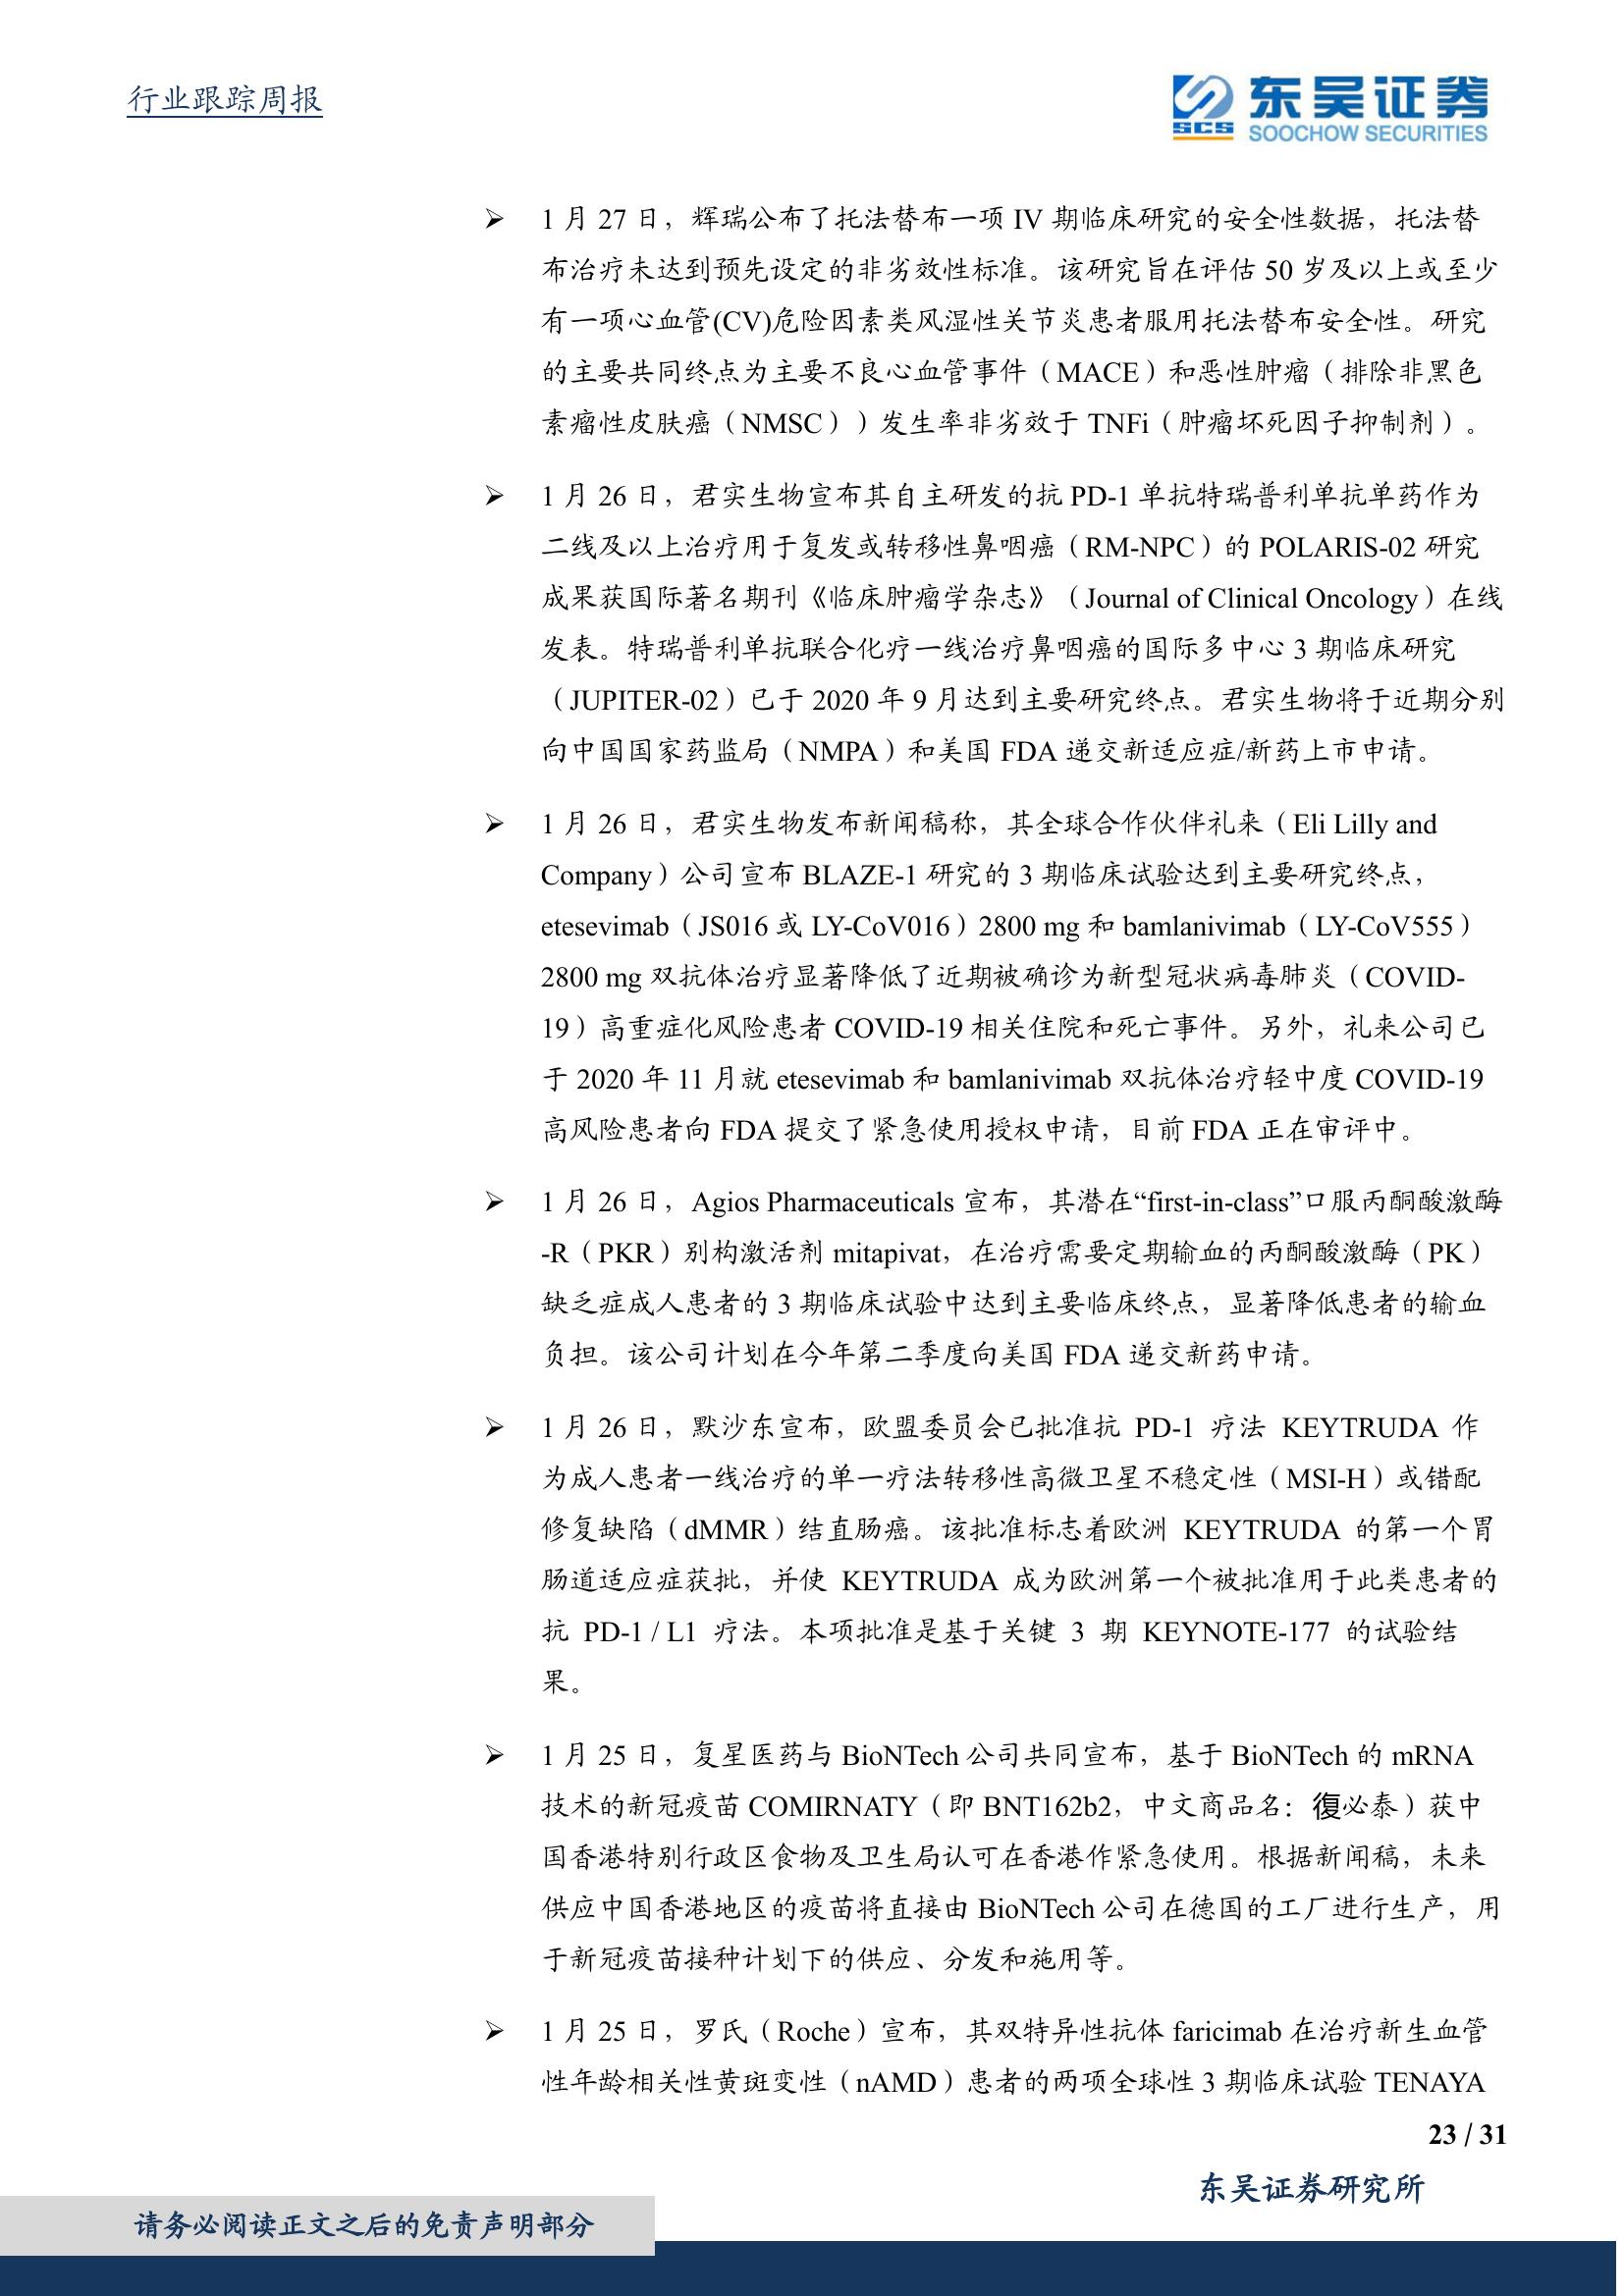 行业跟踪周报
东吴证券
SCS
SOOCHOW SECURITIES
➢ 1 月 27 日，辉瑞公布了托法替布一项 IV 期临床研究的安全性数据，托法替
布治疗未达到预先设定的非劣效性标准。该研究旨在评估 50 岁及以上或至少
有一项心血管(CV)危险因素类风湿性关节炎患者服用托法替布安全性。研究
的主要共同终点为主要不良心血管事件（MACE）和恶性肿瘤（排除非黑色
素瘤性皮肤癌（NMSC））发生率非劣效于 TNFi（肿瘤坏死因子抑制剂）。
➢ 1 月 26 日，君实生物宣布其自主研发的抗 PD-1 单抗特瑞普利单抗单药作为
二线及以上治疗用于复发或转移性鼻咽癌（RM-NPC）的 POLARIS-02 研究
成果获国际著名期刊《临床肿瘤学杂志》（Journal of Clinical Oncology）在线
发表。特瑞普利单抗联合化疗一线治疗鼻咽癌的国际多中心 3 期临床研究
（JUPITER-02）已于 2020 年 9 月达到主要研究终点。君实生物将于近期分别
向中国国家药监局（NMPA）和美国 FDA 递交新适应症/新药上市申请。
➢ 1 月 26 日，君实生物发布新闻稿称，其全球合作伙伴礼来（Eli Lilly and
Company）公司宣布 BLAZE-1 研究的 3 期临床试验达到主要研究终点，
etesevimab（JS016 或 LY-CoV016）2800 mg 和 bamlanivimab（LY-CoV555）
2800 mg 双抗体治疗显著降低了近期被确诊为新型冠状病毒肺炎（COVID-
19）高重症化风险患者 COVID-19 相关住院和死亡事件。另外，礼来公司已
于 2020 年 11 月就 etesevimab 和 bamlanivimab 双抗体治疗轻中度 COVID-19
高风险患者向 FDA 提交了紧急使用授权申请，目前 FDA 正在审评中。
➢ 1 月 26 日，Agios Pharmaceuticals 宣布，其潜在“first-in-class”口服丙酮酸激酶
-R（PKR）别构激活剂 mitapivat，在治疗需要定期输血的丙酮酸激酶（PK）
缺乏症成人患者的 3 期临床试验中达到主要临床终点，显著降低患者的输血
负担。该公司计划在今年第二季度向美国 FDA 递交新药申请。
➢ 1 月 26 日，默沙东宣布，欧盟委员会已批准抗 PD-1 疗法 KEYTRUDA 作
为成人患者一线治疗的单一疗法转移性高微卫星不稳定性（MSI-H）或错配
修复缺陷（dMMR）结直肠癌。该批准标志着欧洲 KEYTRUDA 的第一个胃
肠道适应症获批，并使 KEYTRUDA 成为欧洲第一个被批准用于此类患者的
抗 PD-1 / L1 疗法。本项批准是基于关键 3 期 KEYNOTE-177 的试验结
果。
➢ 1 月 25 日，复星医药与 BioNTech 公司共同宣布，基于 BioNTech 的 mRNA
技术的新冠疫苗 COMIRNATY（即 BNT162b2，中文商品名：復必泰）获中
国香港特别行政区食物及卫生局认可在香港作紧急使用。根据新闻稿，未来
供应中国香港地区的疫苗将直接由 BioNTech 公司在德国的工厂进行生产，用
于新冠疫苗接种计划下的供应、分发和施用等。
➢ 1 月 25 日，罗氏（Roche）宣布，其双特异性抗体 faricimab 在治疗新生血管
性年龄相关性黄斑变性（nAMD）患者的两项全球性 3 期临床试验 TENAYA
23 / 31
东吴证券研究所
请务必阅读正文之后的免责声明部分